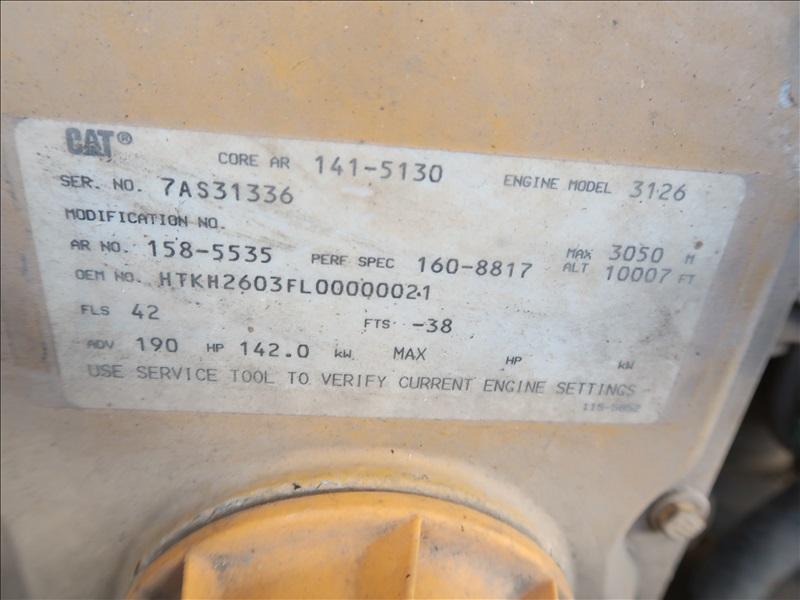 CAT®
CORE AR 141-5130 ENGINE MODEL 3126
SER. NO. 7AS31336
MODIFICATION NO.
AR NO. 158-5535 PERF SPEC 160-8817 MAX ALT 3050 M 10007 FT
OEM NO. HTKH2603FL00000021
FLS 42 FTS -38
ADV 190 HP 142.0 kW MAX HP kW
USE SERVICE TOOL TO VERIFY CURRENT ENGINE SETTINGS